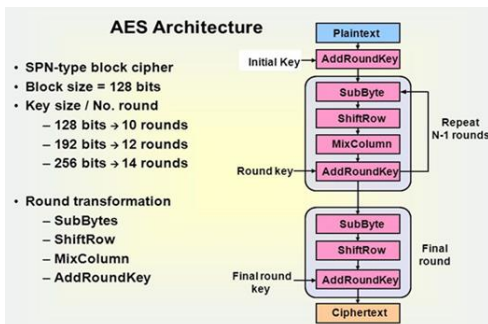 AES Architecture
• SPN-type block cipher
• Block size = 128 bits
• Key size / No. round
– 128 bits → 10 rounds
– 192 bits → 12 rounds
– 256 bits → 14 rounds
• Round transformation
– SubBytes
– ShiftRow
– MixColumn
– AddRoundKey
Plaintext
Initial Key
AddRoundKey
SubByte
ShiftRow
MixColumn
Round key
AddRoundKey
Repeat
N-1 rounds
SubByte
ShiftRow
Final round
key
AddRoundKey
Final
round
Ciphertext